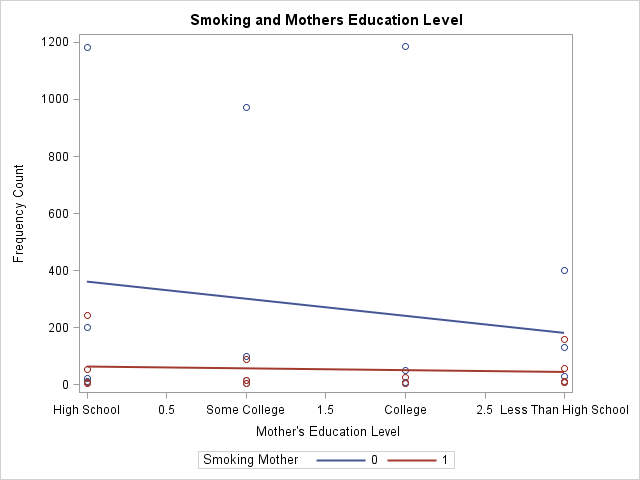 Smoking and Mothers Education Level
Frequency Count
1200
1000
800
600
400
200
0
High School 0.5 Some College 1.5 College 2.5 Less Than High School
Mother's Education Level
Smoking Mother 0 1